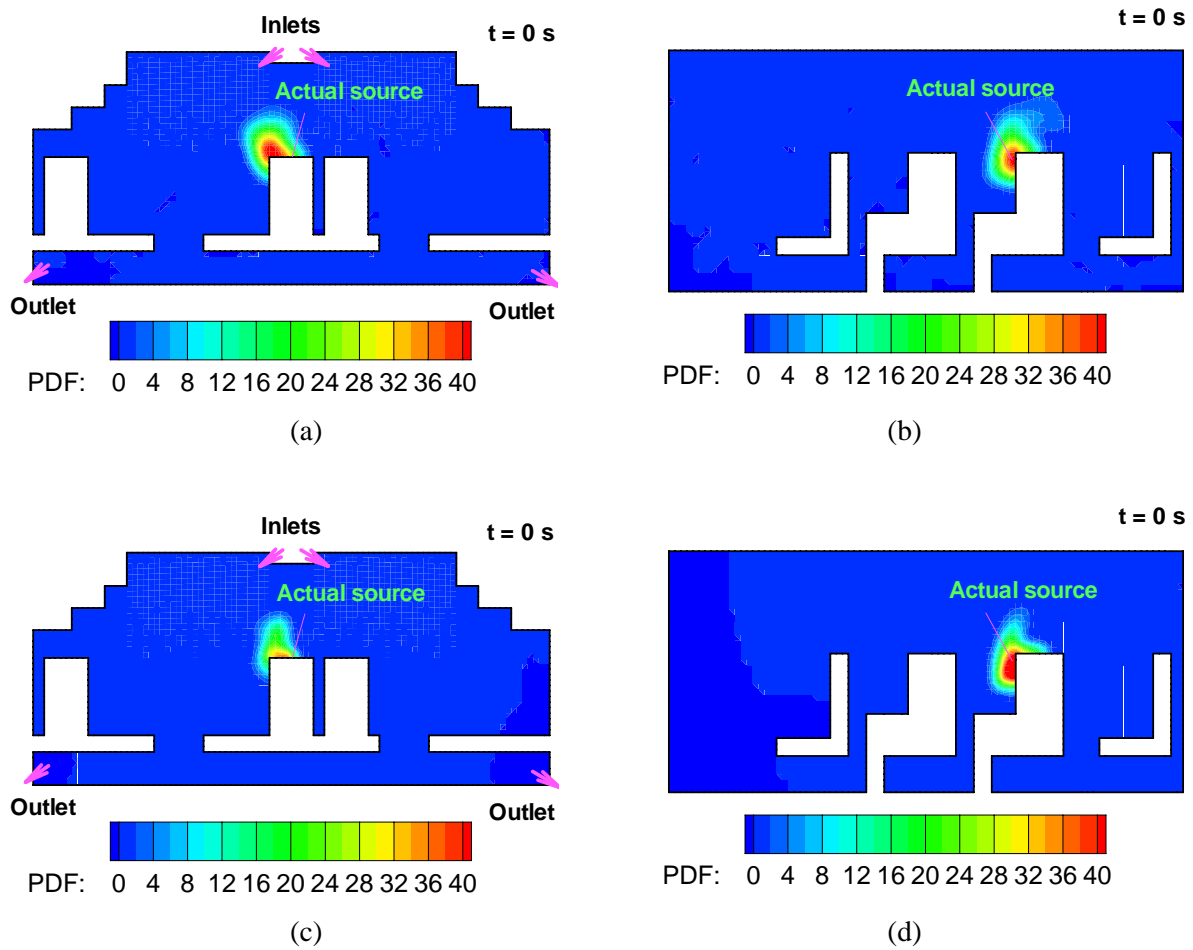 Inlets
t = 0 s
Actual source
Outlet
Outlet
PDF: 0 4 8 12 16 20 24 28 32 36 40
(a)
t = 0 s
Actual source
PDF: 0 4 8 12 16 20 24 28 32 36 40
(b)
Inlets
t = 0 s
Actual source
Outlet
Outlet
PDF: 0 4 8 12 16 20 24 28 32 36 40
(c)
t = 0 s
Actual source
PDF: 0 4 8 12 16 20 24 28 32 36 40
(d)